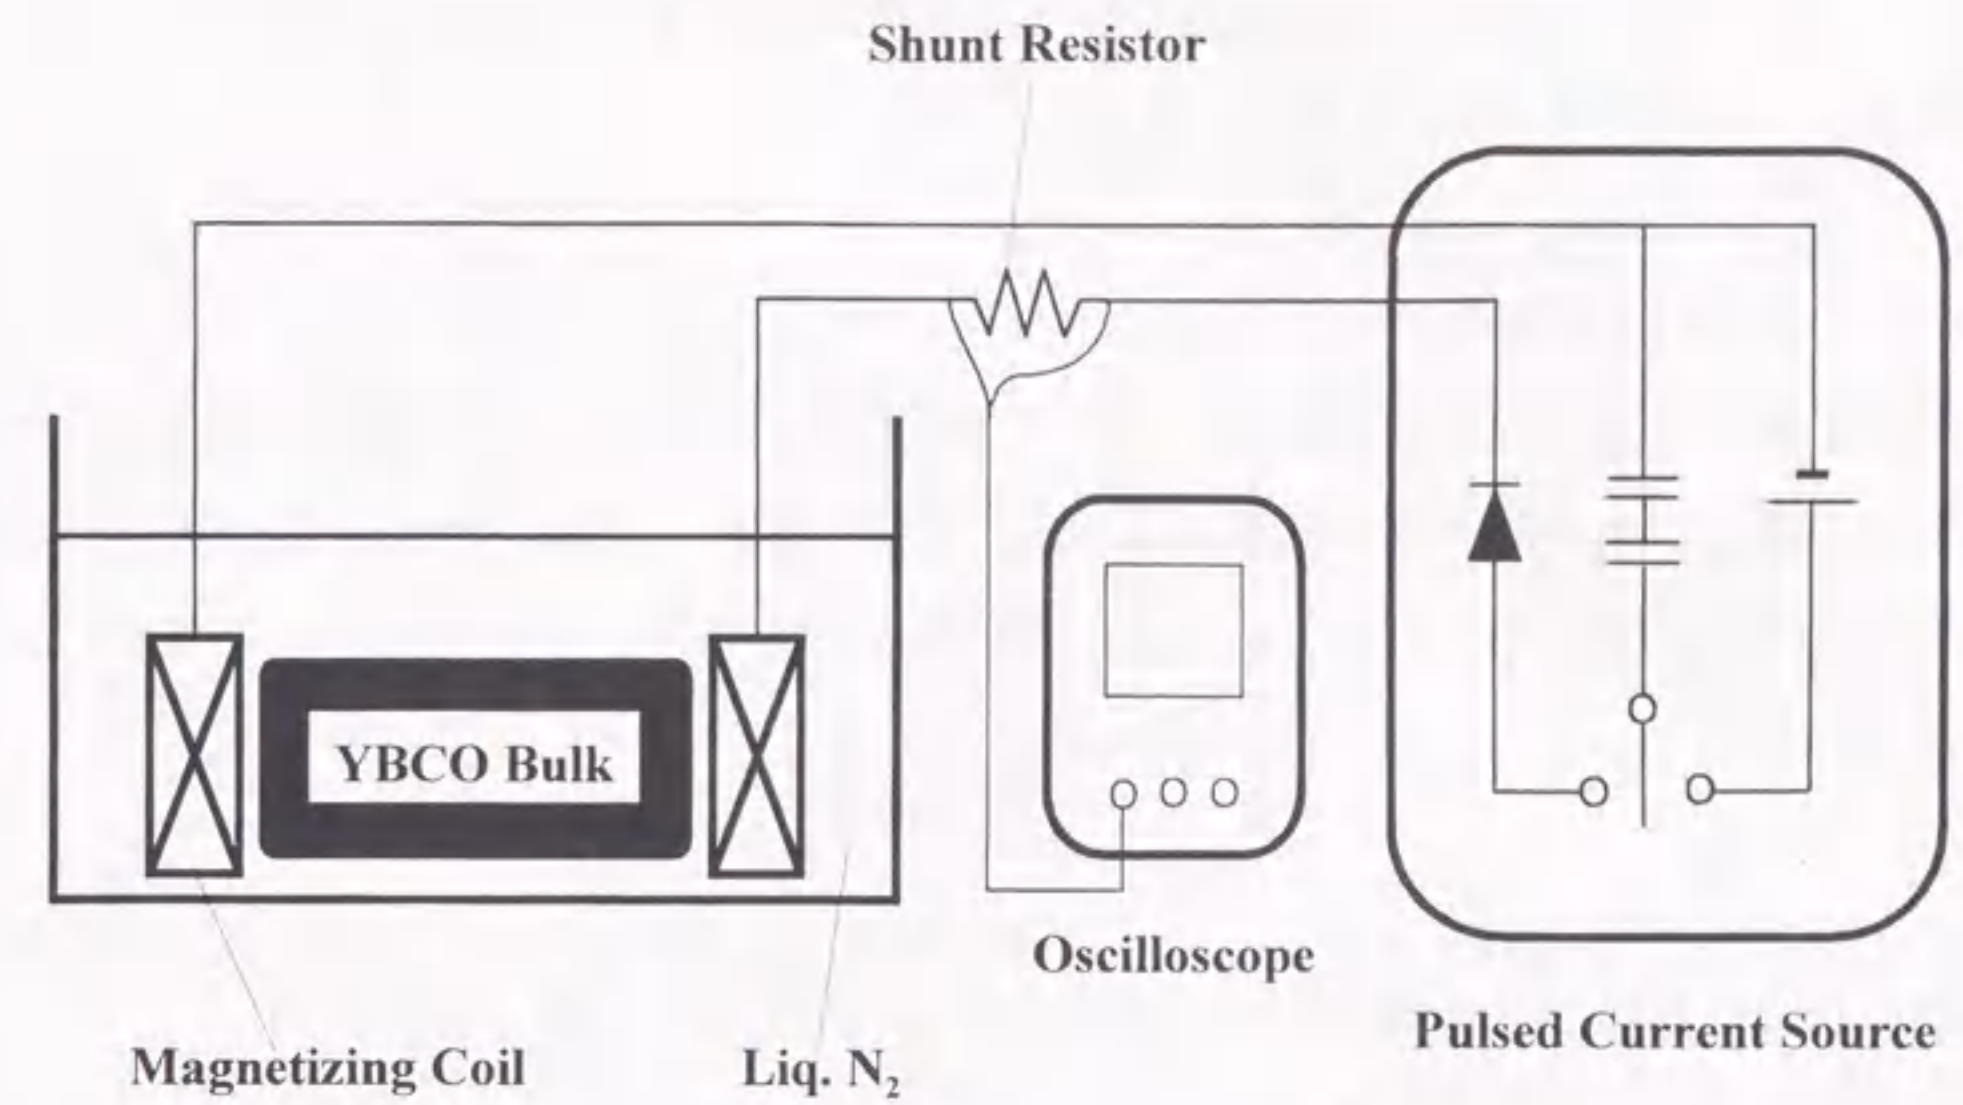 Shunt Resistor
YBCO Bulk
Oscilloscope
Pulsed Current Source
Magnetizing Coil
Liq. N₂